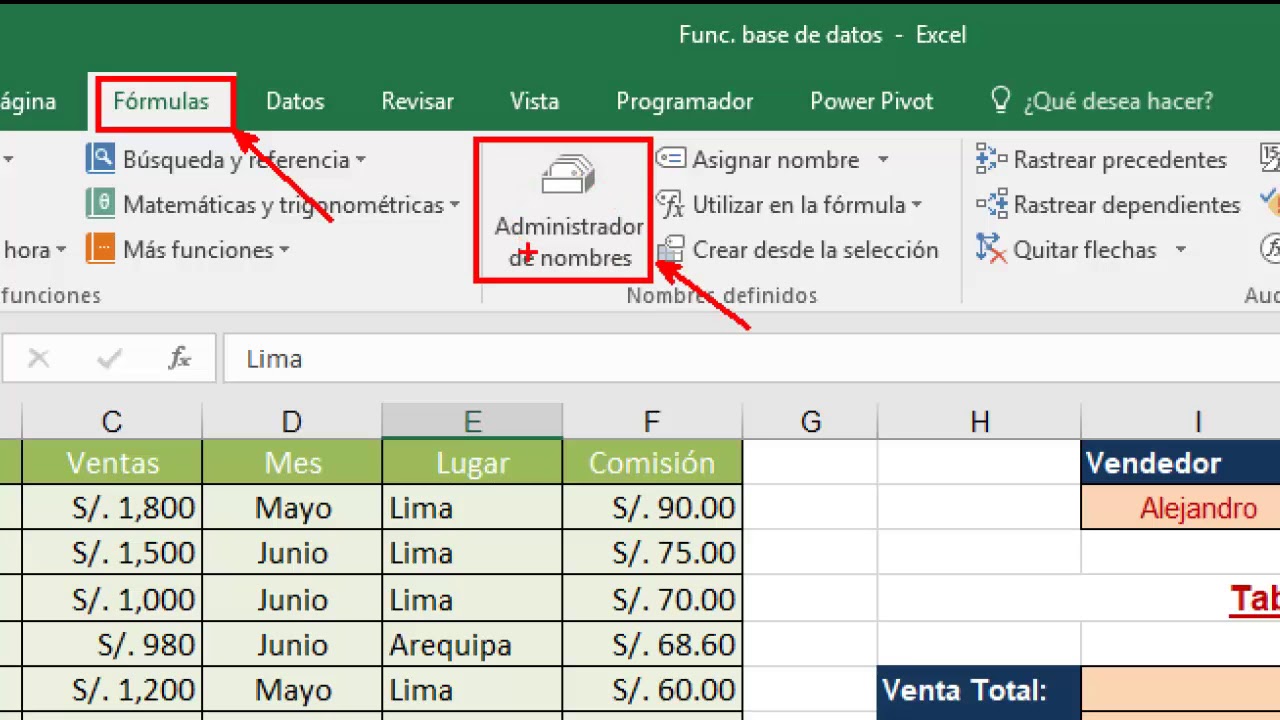 Func. base de datos - Excel
ágina Fórmulas Datos Revisar Vista Programador Power Pivot ¿Qué desea hacer?
Búsqueda y referencia Asignar nombre Rastrear precedentes
Matemáticas y trigonométricas Administrador Utilizar en la fórmula Rastrear dependientes
hora Más funciones de nombres Crear desde la selección Quitar flechas
funciones Nombres definidos Aud
fx Lima
C D E F G H I
Ventas Mes Lugar Comisión Vendedor
S/. 1,800 Mayo Lima S/. 90.00 Alejandro
S/. 1,500 Junio Lima S/. 75.00
S/. 1,000 Junio Lima S/. 70.00 Tab
S/. 980 Junio Arequipa S/. 68.60
S/. 1,200 Mayo Lima S/. 60.00 Venta Total: